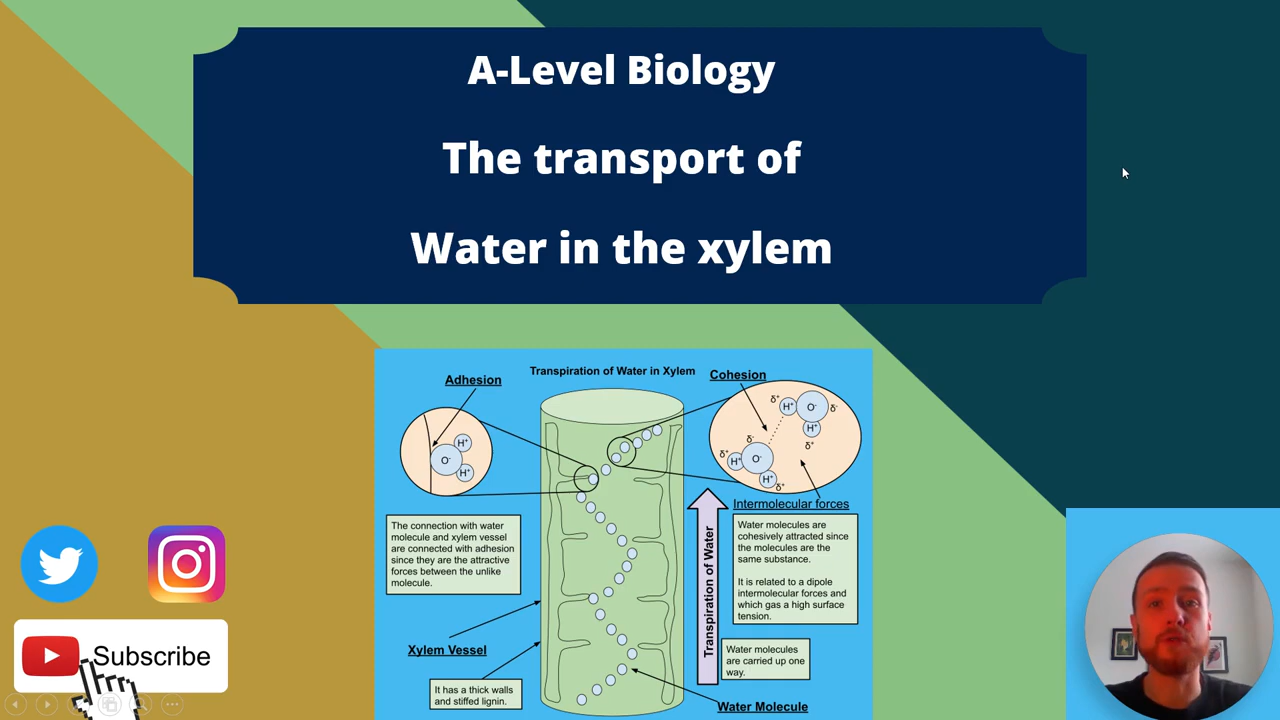 A-Level Biology
The transport of
Water in the xylem
Transpiration of Water in Xylem
Adhesion
Cohesion
H+
O-
H+
δ+
H+
O-
δ-
H+
δ+
δ-
δ+
H+
O-
H+
δ+
Intermolecular forces
The connection with water
molecule and xylem vessel
are connected with adhesion
since they are the attractive
forces between the unlike
molecule.
Water molecules are
cohesively attracted since
the molecules are the
same substance.
It is related to a dipole
intermolecular forces and
which gas a high surface
tension.
Transpiration of Water
Xylem Vessel
It has a thick walls
and stiffed lignin.
Water molecules
are carried up one
way.
Water Molecule
Subscribe